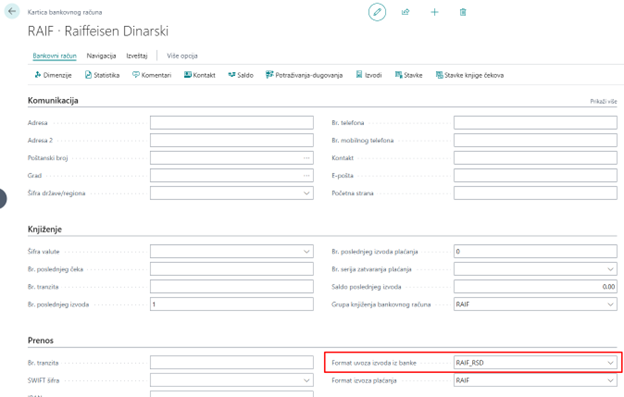 Kartica bankovnog računa
RAIF · Raiffeisen Dinarski
Bankovni račun Navigacija Izveštaj Više opcija
Dimenzije Statistika Komentari Kontakt Saldo Potraživanja-dugovanja Izvodi Stavke Stavke knjige čekova
Komunikacija Prikaži više
Adresa Br. telefona
Adresa 2 Br. mobilnog telefona
Poštanski broj Kontakt
Grad E-pošta
Šifra države/regiona Početna strana
Knjiženje
Šifra valute Br. poslednjeg izvoda plaćanja 0
Br. poslednjeg čeka Br. serija zatvaranja plaćanja
Br. tranzita Saldo poslednjeg izvoda 0.00
Br. poslednjeg izvoda 1 Grupa knjiženja bankovnog računa RAIF
Prenos
Br. tranzita Format uvoza izvoda iz banke RAIF_RSD
SWIFT šifra Format izvoza plaćanja RAIF